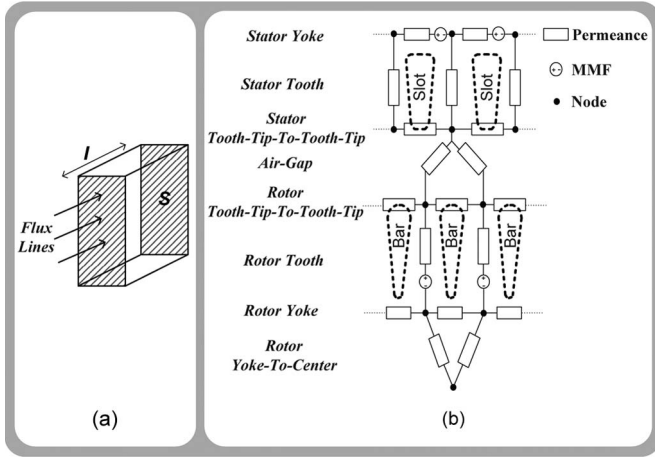 l
S
Flux
Lines
(a)
Stator Yoke
Stator Tooth
Stator
Tooth-Tip-To-Tooth-Tip
Air-Gap
Rotor
Tooth-Tip-To-Tooth-Tip
Rotor Tooth
Rotor Yoke
Rotor
Yoke-To-Center
Slot
Slot
Bar
Bar
Bar
Permeance
MMF
Node
(b)